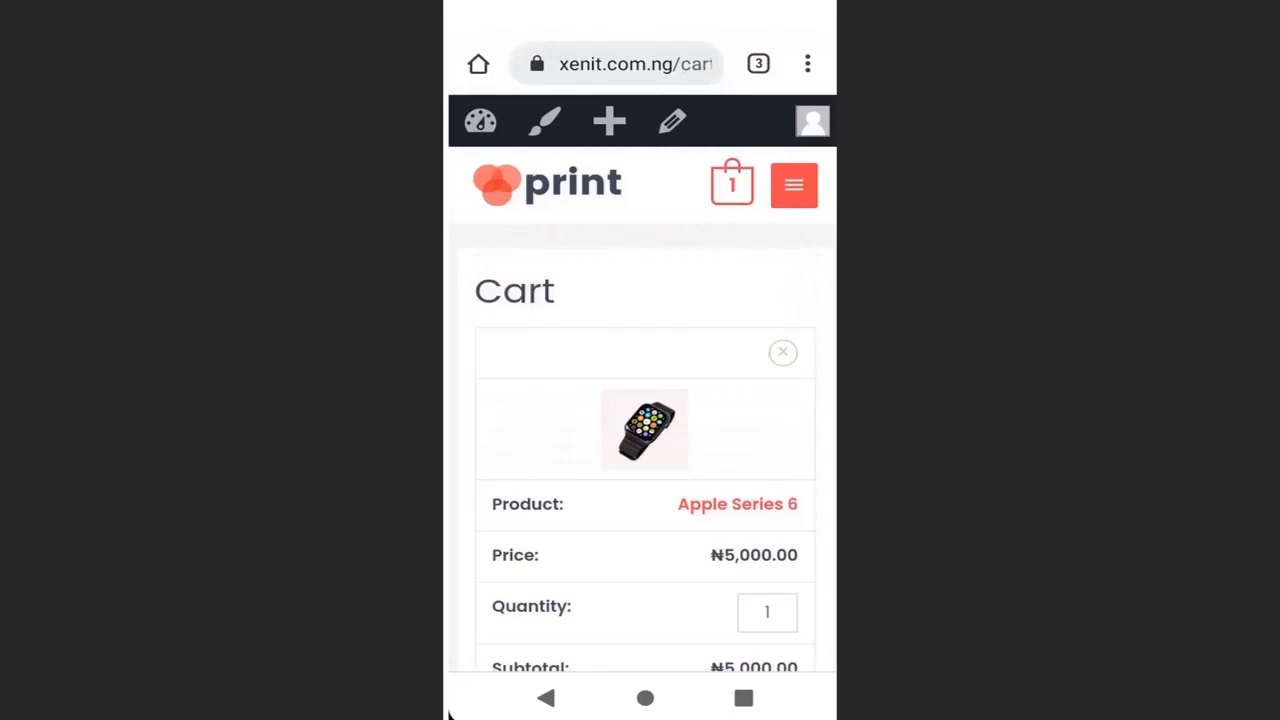 xenit.com.ng/cart
3
print
1
Cart
Product: Apple Series 6
Price: ₦5,000.00
Quantity: 1
Subtotal: ₦5,000.00